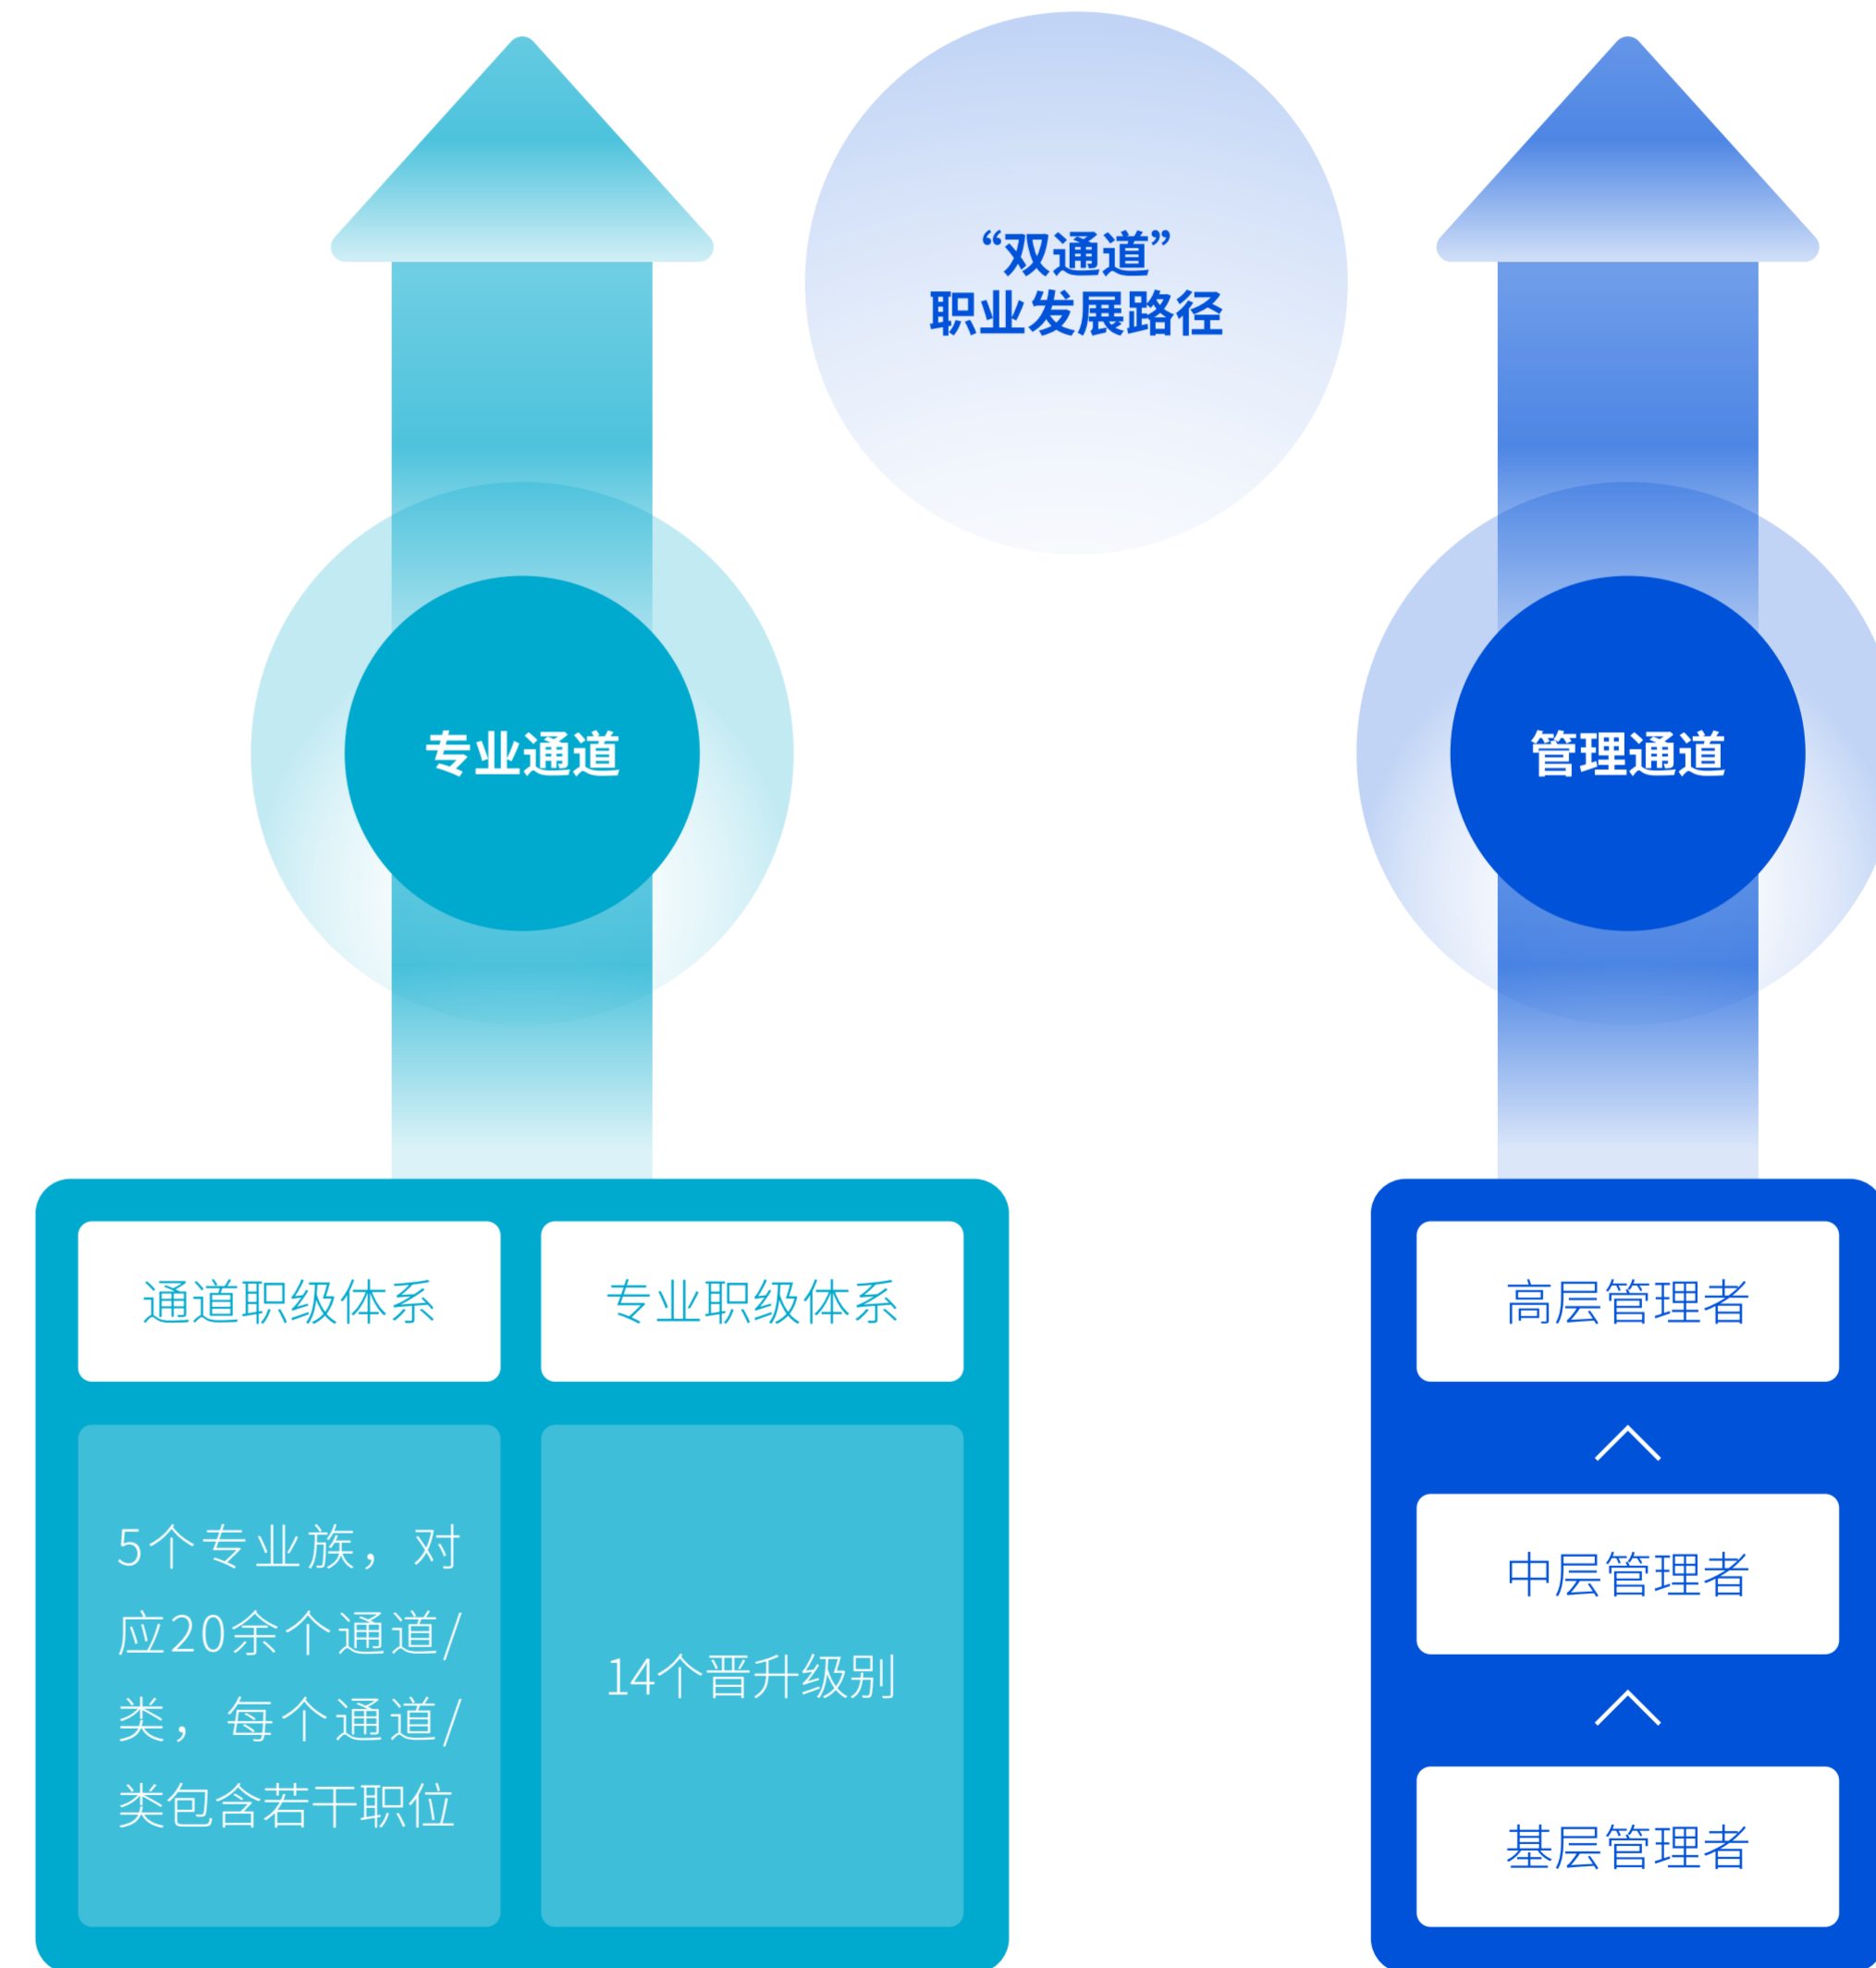 “双通道”
职业发展路径
专业通道
管理通道
通道职级体系
专业职级体系
5个专业族，对
应20余个通道/
类，每个通道/
类包含若干职位
14个晋升级别
高层管理者
中层管理者
基层管理者